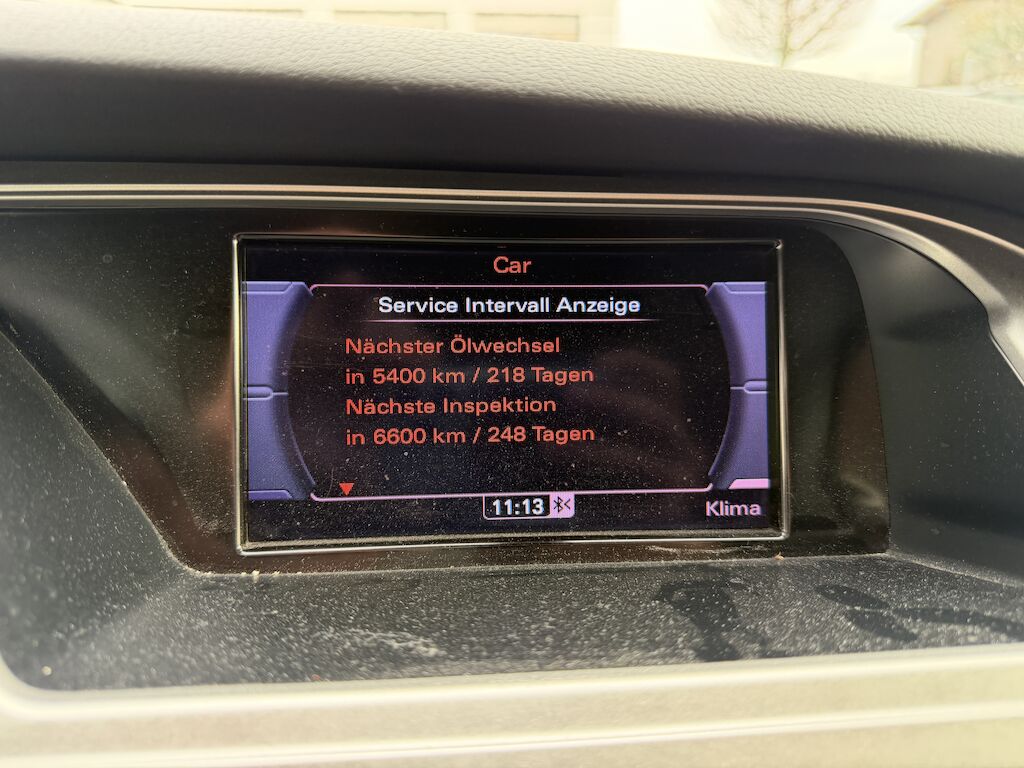 Car
Service Intervall Anzeige
Nächster Ölwechsel
in 5400 km / 218 Tagen
Nächste Inspektion
in 6600 km / 248 Tagen
11:13
Klima